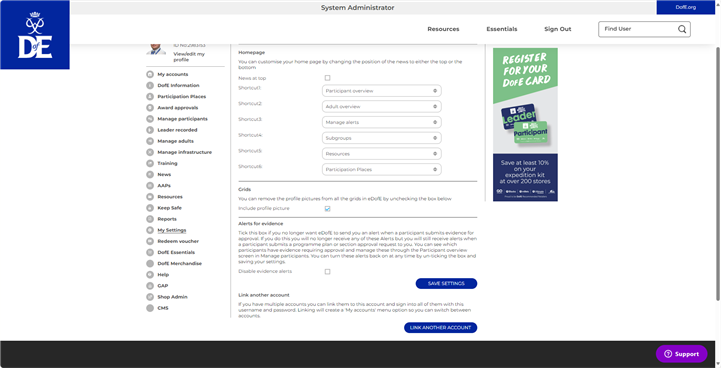 System Administrator
DofE.org
Resources
Essentials
Sign Out
Find User
DofE
View/edit my
profile
My accounts
DofE Information
Participation Places
Award approvals
Manage participants
Leader recorded
Manage adults
Manage infrastructure
Training
News
AAPs
Resources
Keep Safe
Reports
My Settings
Redeem voucher
DofE Essentials
DofE Merchandise
Help
GAP
Shop Admin
CMS
Homepage
You can customise your home page by changing the position of the news to either the top or the
bottom
News at top
Shortcut1:
Participant overview
Shortcut2:
Adult overview
Shortcut3:
Manage alerts
Shortcut4:
Subgroups
Shortcut5:
Resources
Shortcut6:
Participation Places
Grids
You can remove the profile pictures from all the grids in eDofE by unchecking the box below
Include profile picture
Alerts for evidence
Tick this box if you no longer want eDofE to send you an alert when a participant submits evidence for
approval. If you do this you will no longer receive any of these Alerts but you will still receive alerts when
a participant submits a programme plan or section approval request to you. You can see which
participants have evidence requiring approval and manage these through the Participant overview
screen in Manage participants. You can turn these alerts back on at any time by un-ticking the box and
saving your settings.
Disable evidence alerts
SAVE SETTINGS
Link another account
If you have multiple accounts you can link them to this account and sign into all of them with this
username and password. Linking will create a 'My accounts' menu option so you can switch between
accounts.
LINK ANOTHER ACCOUNT
REGISTER
FOR YOUR
DofE CARD
Leader
Participant
Save at least 10%
on your
expedition kit
at over 200 stores
Support